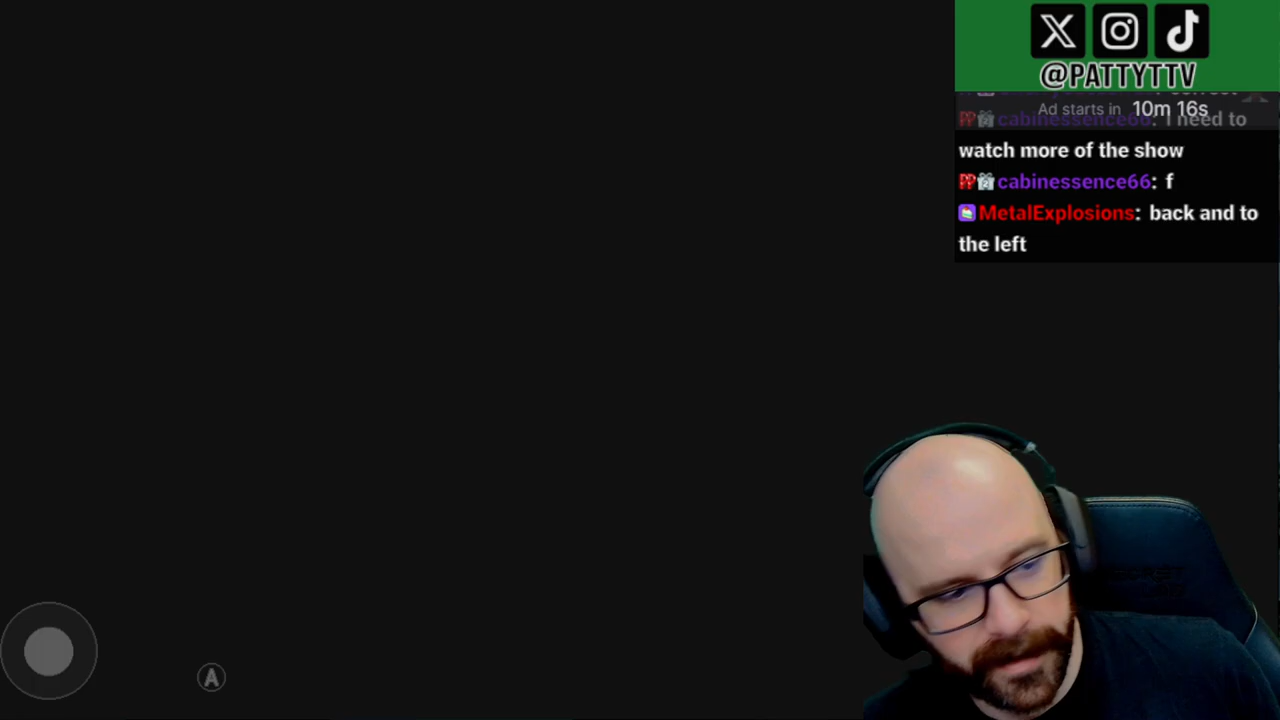 @PATTYTTV
Ad starts in 10m 16s
cabinessence66: I need to
watch more of the show
cabinessence66: f
MetalExplosions: back and to
the left
A